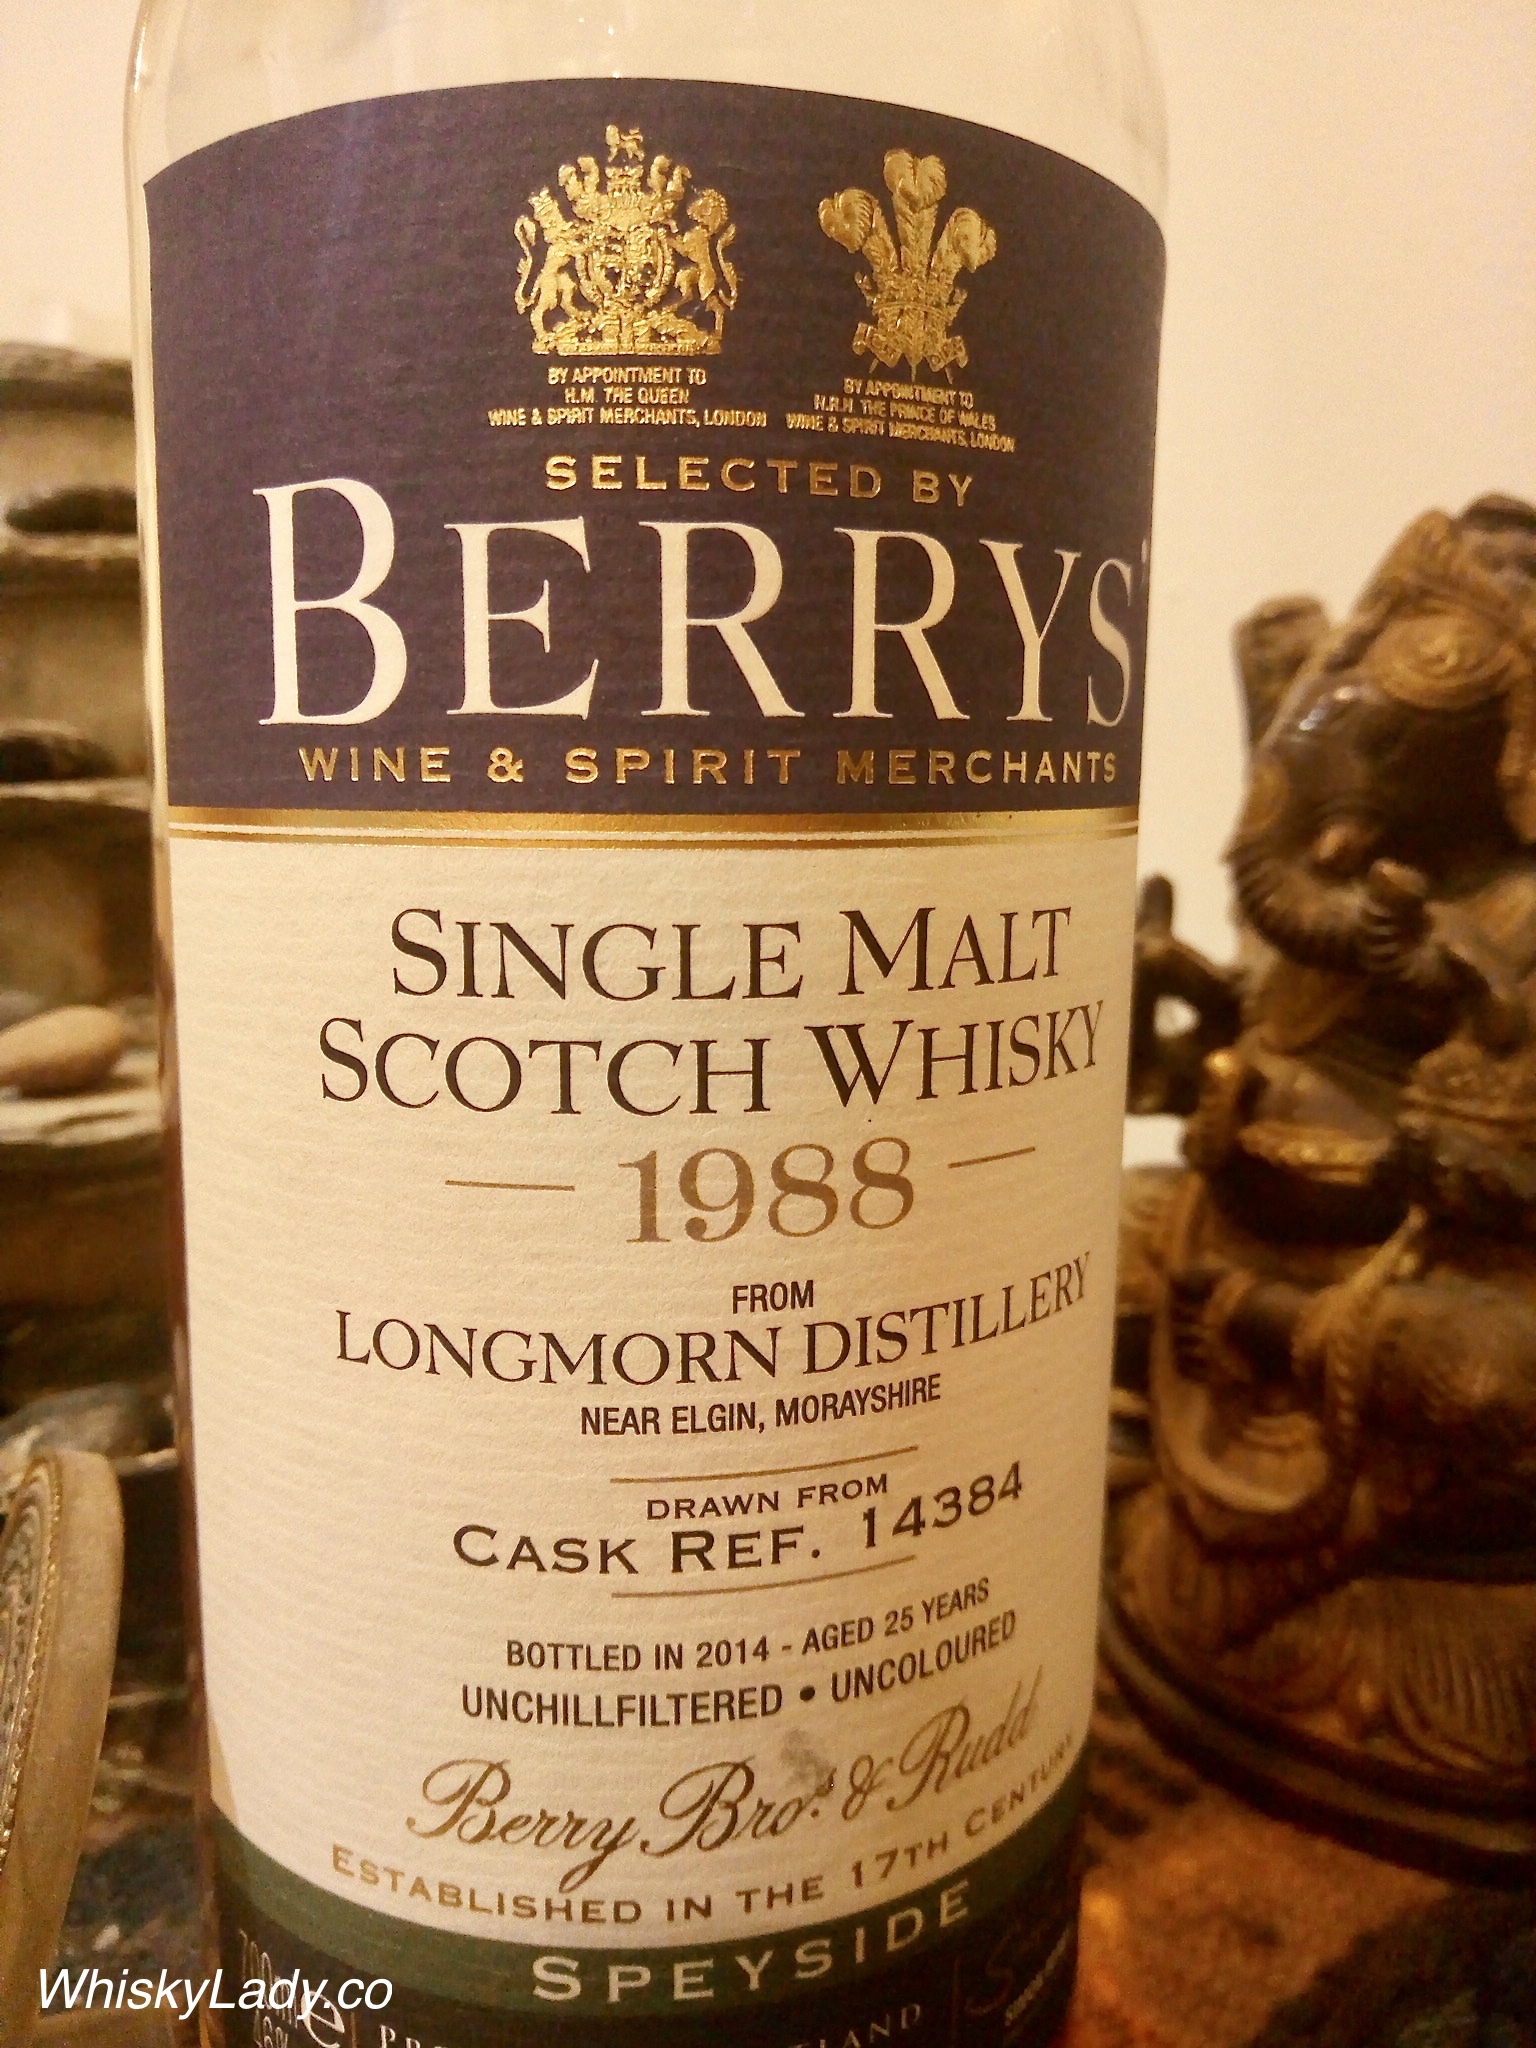 BY APPOINTMENT TO
H.M. THE QUEEN
WINE & SPIRIT MERCHANTS, LONDON
BY APPOINTMENT TO
H.R.H. THE PRINCE OF WALES
WINE & SPIRIT MERCHANTS, LONDON
SELECTED BY
BERRYS'
WINE & SPIRIT MERCHANTS
SINGLE MALT
SCOTCH WHISKY
— 1988 —
FROM
LONGMORN DISTILLERY
NEAR ELGIN, MORAYSHIRE
DRAWN FROM
CASK REF. 14384
BOTTLED IN 2014 - AGED 25 YEARS
UNCHILLFILTERED • UNCOLOURED
Berry Bros. & Rudd
ESTABLISHED IN THE 17TH CENTURY
SPEYSIDE
WhiskyLady.co